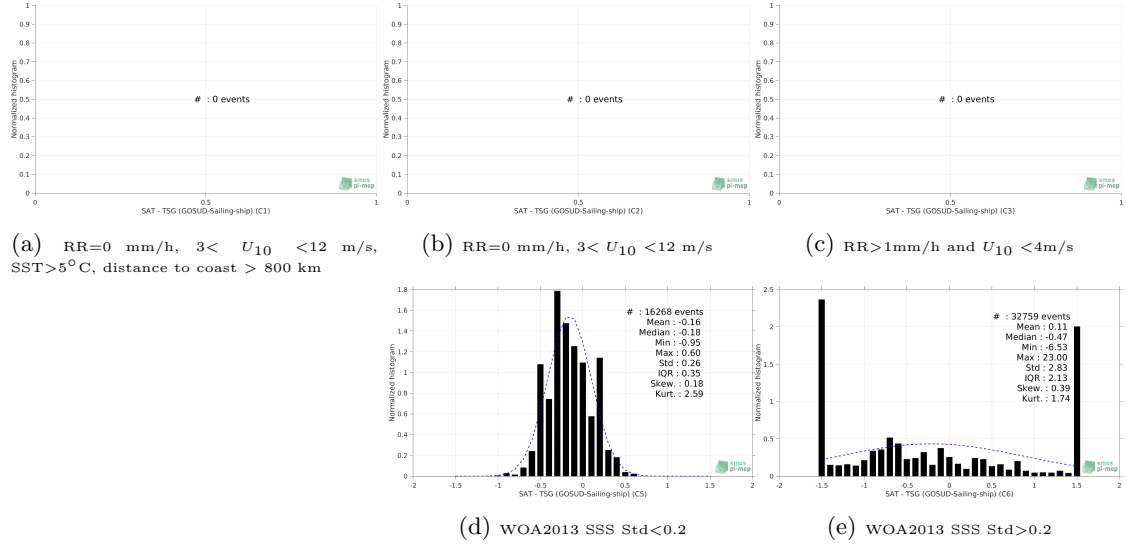 1
0.9
0.8
0.7
0.6
0.5
0.4
0.3
0.2
0.1
0
Normalized histogram
# : 0 events
smos
pi-mep
0 0.5 1
SAT - TSG (GOSUD-Sailing-ship) (C1)
1
0.9
0.8
0.7
0.6
0.5
0.4
0.3
0.2
0.1
0
Normalized histogram
# : 0 events
smos
pi-mep
0 0.5 1
SAT - TSG (GOSUD-Sailing-ship) (C2)
1
0.9
0.8
0.7
0.6
0.5
0.4
0.3
0.2
0.1
0
Normalized histogram
# : 0 events
smos
pi-mep
0 0.5 1
SAT - TSG (GOSUD-Sailing-ship) (C3)
(a) RR=0 mm/h, 3< U10 <12 m/s,
SST>5°C, distance to coast > 800 km
(b) RR=0 mm/h, 3< U10 <12 m/s
(c) RR>1mm/h and U10 <4m/s
1.8
1.6
1.4
1.2
1
0.8
0.6
0.4
0.2
0
Normalized histogram
# : 16268 events
Mean : -0.16
Median : -0.18
Min : -0.95
Max : 0.60
Std : 0.26
IQR : 0.35
Skew. : 0.18
Kurt. : 2.59
smos
pi-mep
-2 -1.5 -1 -0.5 0 0.5 1 1.5 2
SAT - TSG (GOSUD-Sailing-ship) (C5)
2.5
2
1.5
1
0.5
0
Normalized histogram
# : 32759 events
Mean : 0.11
Median : -0.47
Min : -6.53
Max : 23.00
Std : 2.83
IQR : 2.13
Skew. : 0.39
Kurt. : 1.74
smos
pi-mep
-2 -1.5 -1 -0.5 0 0.5 1 1.5 2
SAT - TSG (GOSUD-Sailing-ship) (C6)
(d) WOA2013 SSS Std<0.2
(e) WOA2013 SSS Std>0.2